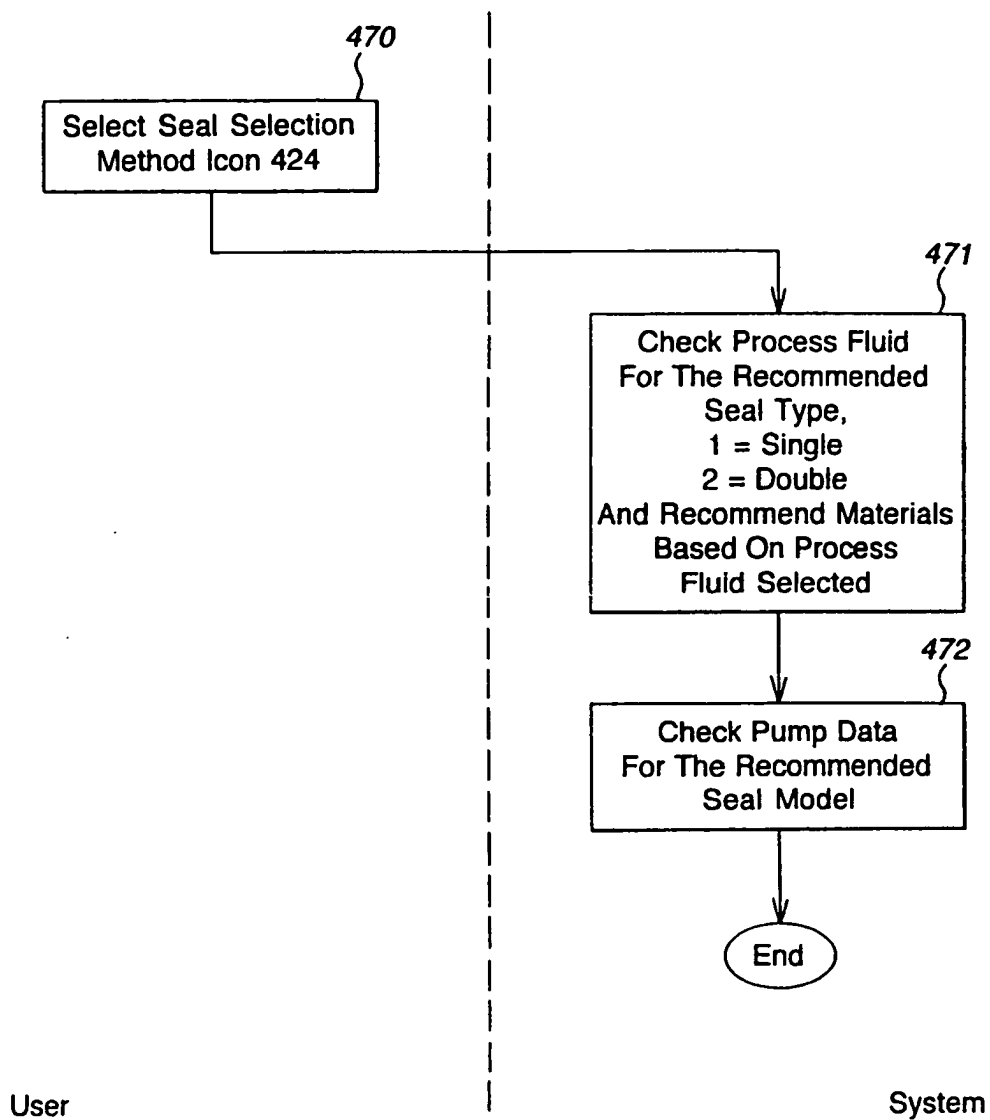 470
Select Seal Selection
Method Icon 424
471
Check Process Fluid
For The Recommended
Seal Type,
1 = Single
2 = Double
And Recommend Materials
Based On Process
Fluid Selected
472
Check Pump Data
For The Recommended
Seal Model
End
User
System